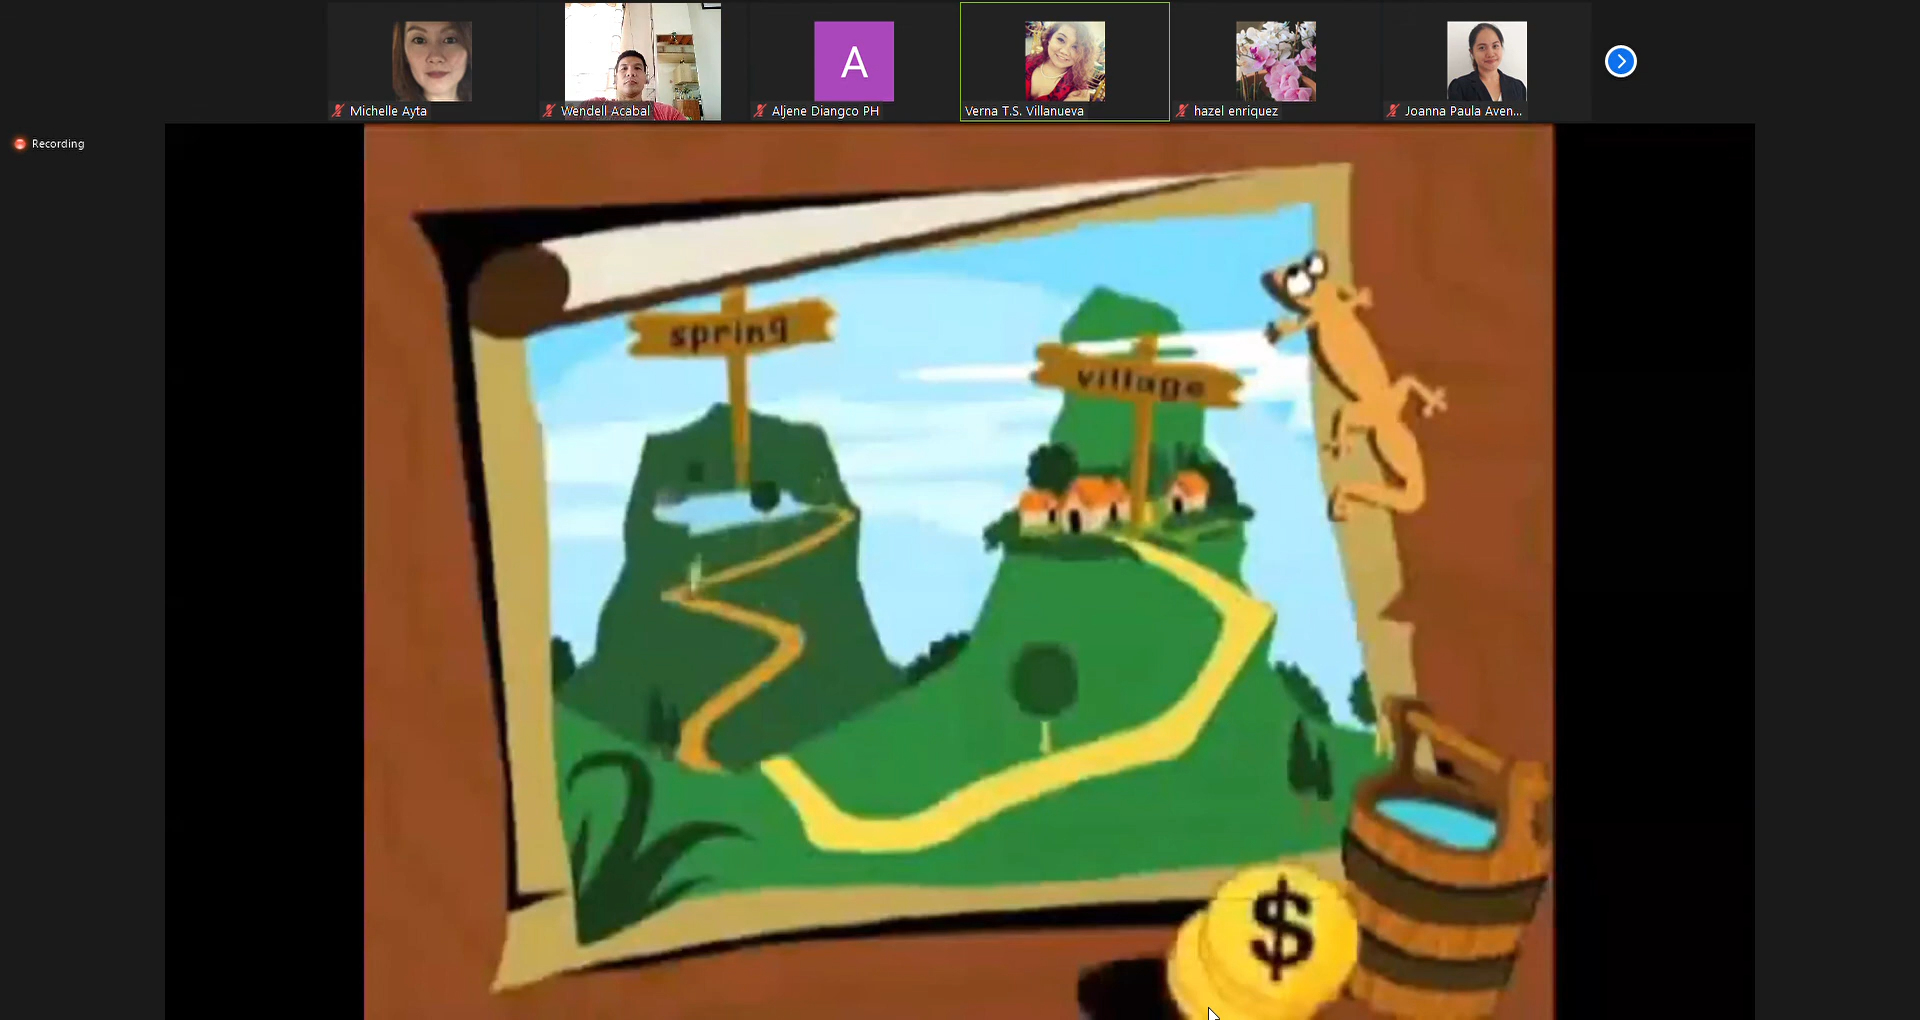 A
Michelle Ayta
Wendell Acabal
Aljene Diangco PH
Verna T.S. Villanueva
hazel enriquez
Joanna Paula Aven...
Recording
spring
village
$